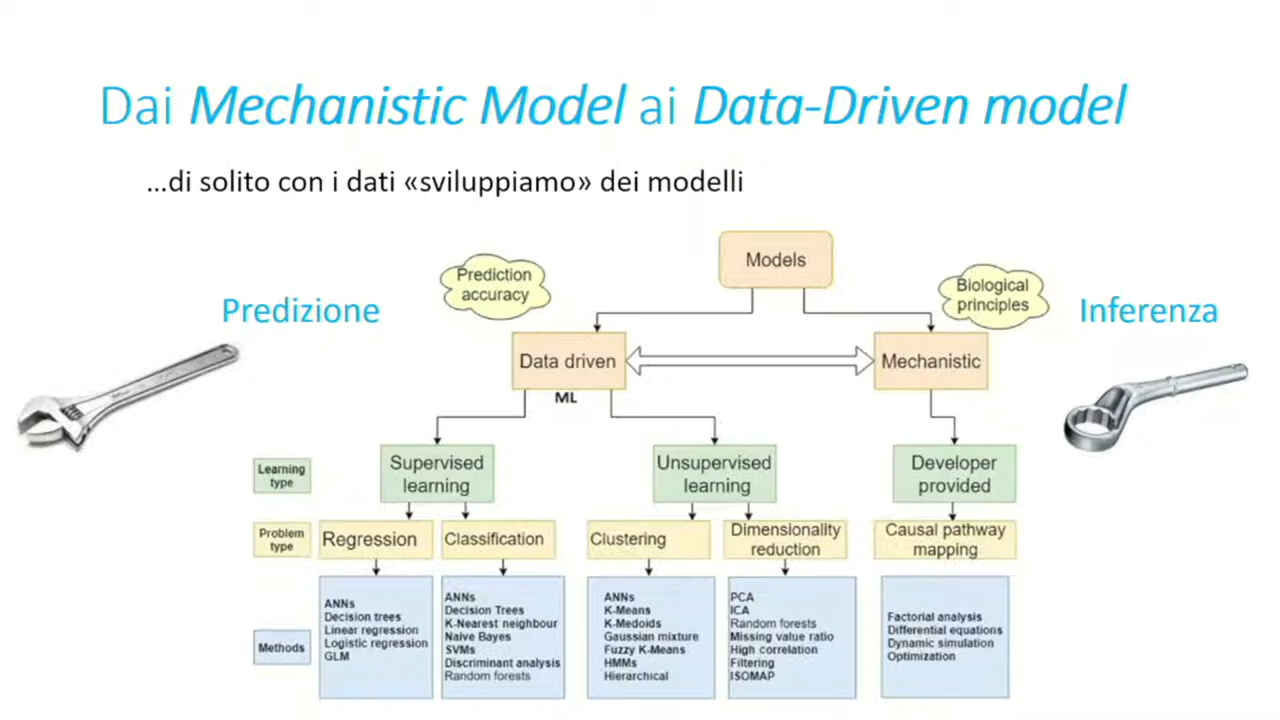 Dai Mechanistic Model ai Data-Driven model
...di solito con i dati «sviluppiamo» dei modelli
Models
Prediction
accuracy
Biological
principles
Predizione
Inferenza
Data driven
Mechanistic
ML
Learning
type
Supervised
learning
Unsupervised
learning
Developer
provided
Problem
type
Regression
Classification
Clustering
Dimensionality
reduction
Causal pathway
mapping
Methods
ANNs
Decision trees
Linear regression
Logistic regression
GLM
ANNs
Decision Trees
K-Nearest neighbour
Naive Bayes
SVMs
Discriminant analysis
Random forests
ANNs
K-Means
K-Medoids
Gaussian mixture
Fuzzy K-Means
HMMs
Hierarchical
PCA
ICA
Random forests
Missing value ratio
High correlation
Filtering
ISOMAP
Factorial analysis
Differential equations
Dynamic simulation
Optimization